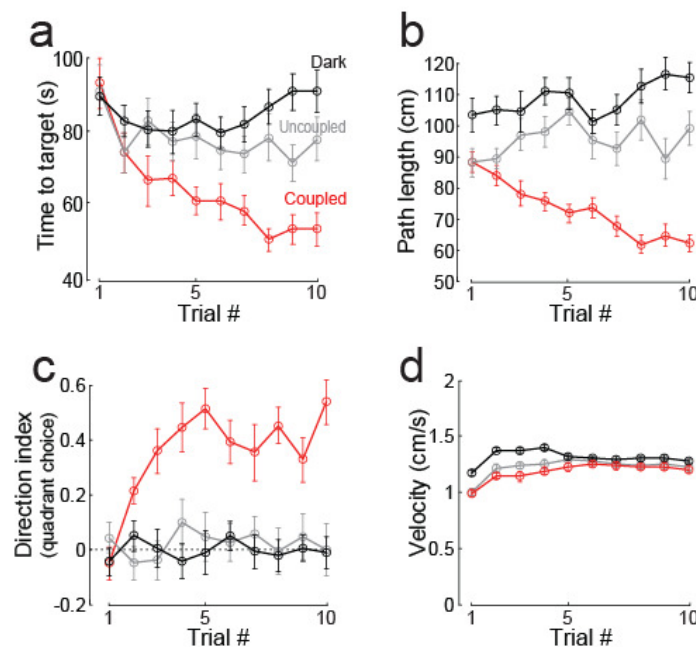 a
100
80
60
40
Time to target (s)
Dark
Uncoupled
Coupled
1
5
10
Trial #
b
120
110
100
90
80
70
60
50
Path length (cm)
1
5
10
Trial #
c
0.6
0.4
0.2
0
-0.2
Direction index
(quadrant choice)
1
5
10
Trial #
d
2
1.5
1
0.5
0
Velocity (cm/s)
1
5
10
Trial #